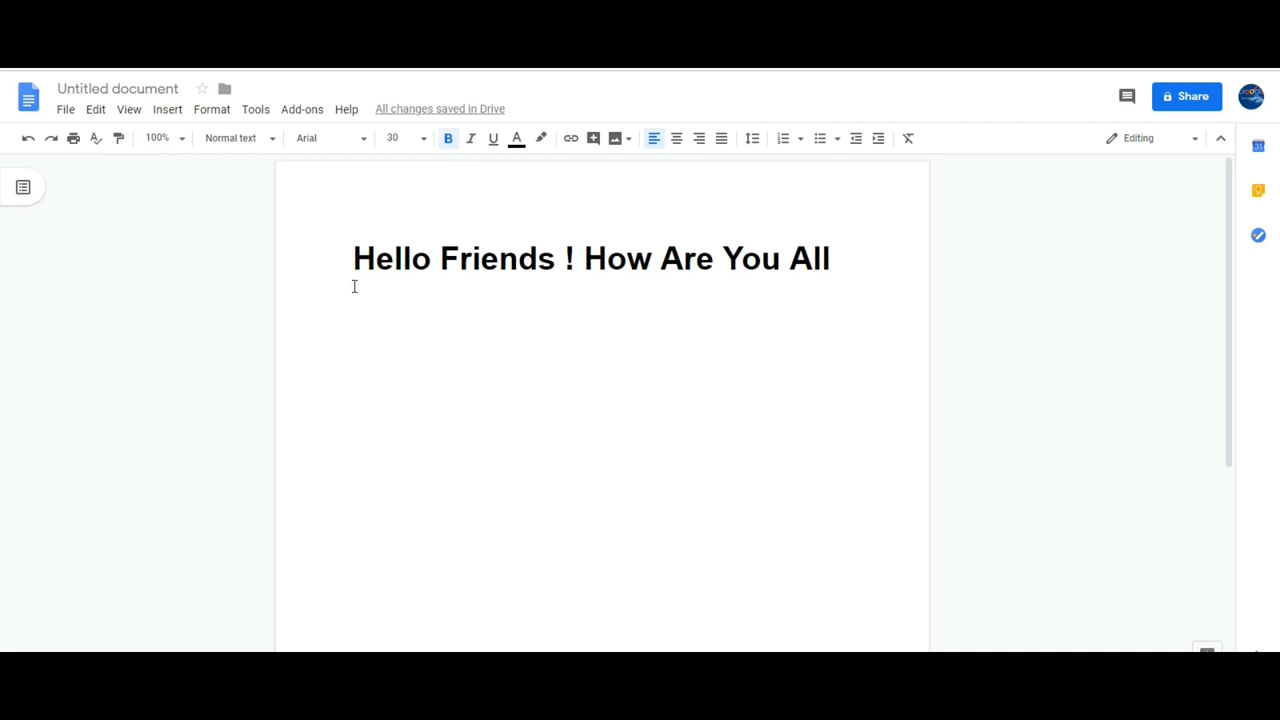 Untitled document
File Edit View Insert Format Tools Add-ons Help All changes saved in Drive
Share
100% Normal text Arial 30 B I U A Editing
31
Hello Friends ! How Are You All